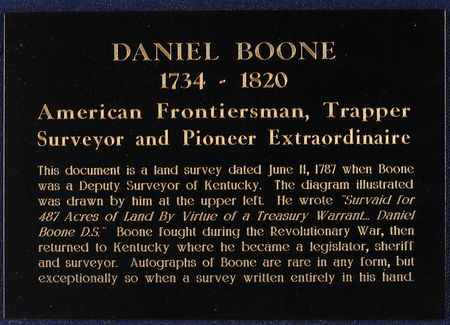 DANIEL BOONE
1734 - 1820
American Frontiersman, Trapper
Surveyor and Pioneer Extraordinaire
This document is a land survey dated June 11, 1787 when Boone
was a Deputy Surveyor of Kentucky. The diagram illustrated
was drawn by him at the upper left. He wrote "Survaid for
487 Acres of Land By Virtue of a Treasury Warrant... Daniel
Boone D.S." Boone fought during the Revolutionary War, then
returned to Kentucky where he became a legislator, sheriff
and surveyor. Autographs of Boone are rare in any form, but
exceptionally so when a survey written entirely in his hand.